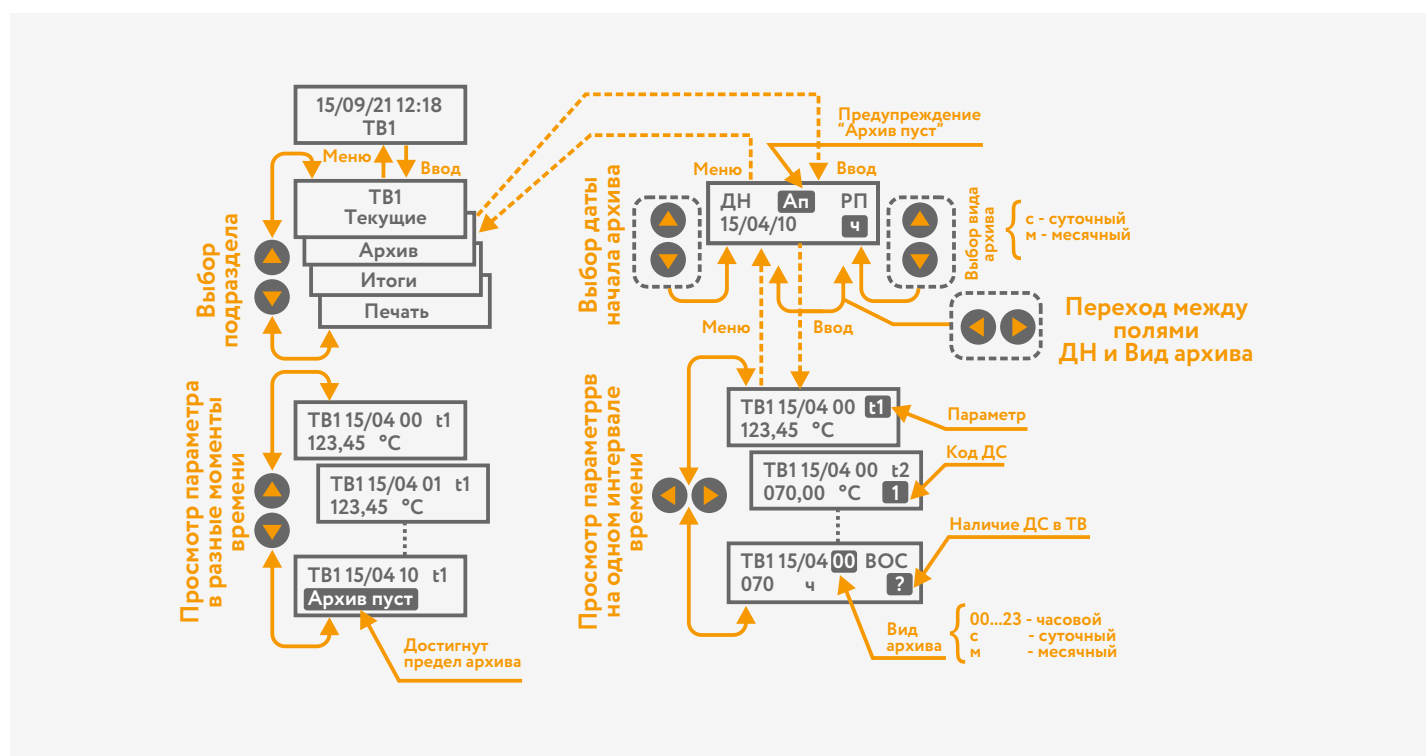 15/09/21 12:18
ТВ1
Меню
Ввод
ТВ1
Текущие
Архив
Итоги
Печать
Выбор
подраздела
Предупреждение
“Архив пуст”
Меню
Ввод
ДН Ап РП
15/04/10 ч
Выбор даты
начала архива
Выбор вида
архива
с - суточный
м - месячный
Переход между
полями
ДН и Вид архива
Меню
Ввод
Просмотр параметра
в разные моменты
времени
ТВ1 15/04 00 t1
123,45 °C
ТВ1 15/04 01 t1
123,45 °C
ТВ1 15/04 10 t1
Архив пуст
Достигнут
предел архива
Просмотр параметррв
на одном интервале
времени
ТВ1 15/04 00 t1
123,45 °C
Параметр
Код ДС
ТВ1 15/04 00 t2
070,00 °C 1
Наличие ДС в ТВ
ТВ1 15/04 00 ВОС
070 ч ?
Вид
архива
00...23 - часовой
с - суточный
м - месячный